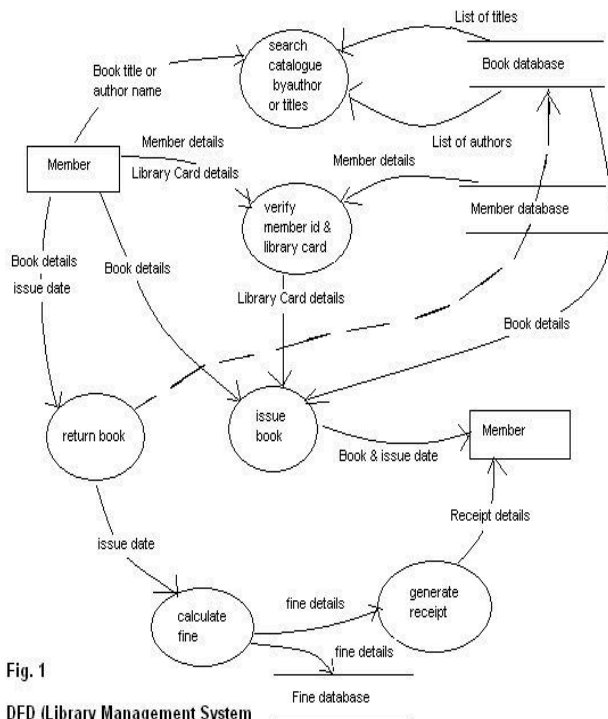 List of titles
search
catalogue
byauthor
or titles
Book title or
author name
Book database
Member details
List of authors
Member
Library Card details
Member details
verify
member id &
library card
Member database
Book details
issue date
Book details
Library Card details
Book details
return book
issue
book
Member
Book & issue date
Receipt details
issue date
calculate
fine
fine details
generate
receipt
fine details
Fig. 1
Fine database
DFD (Library Management System